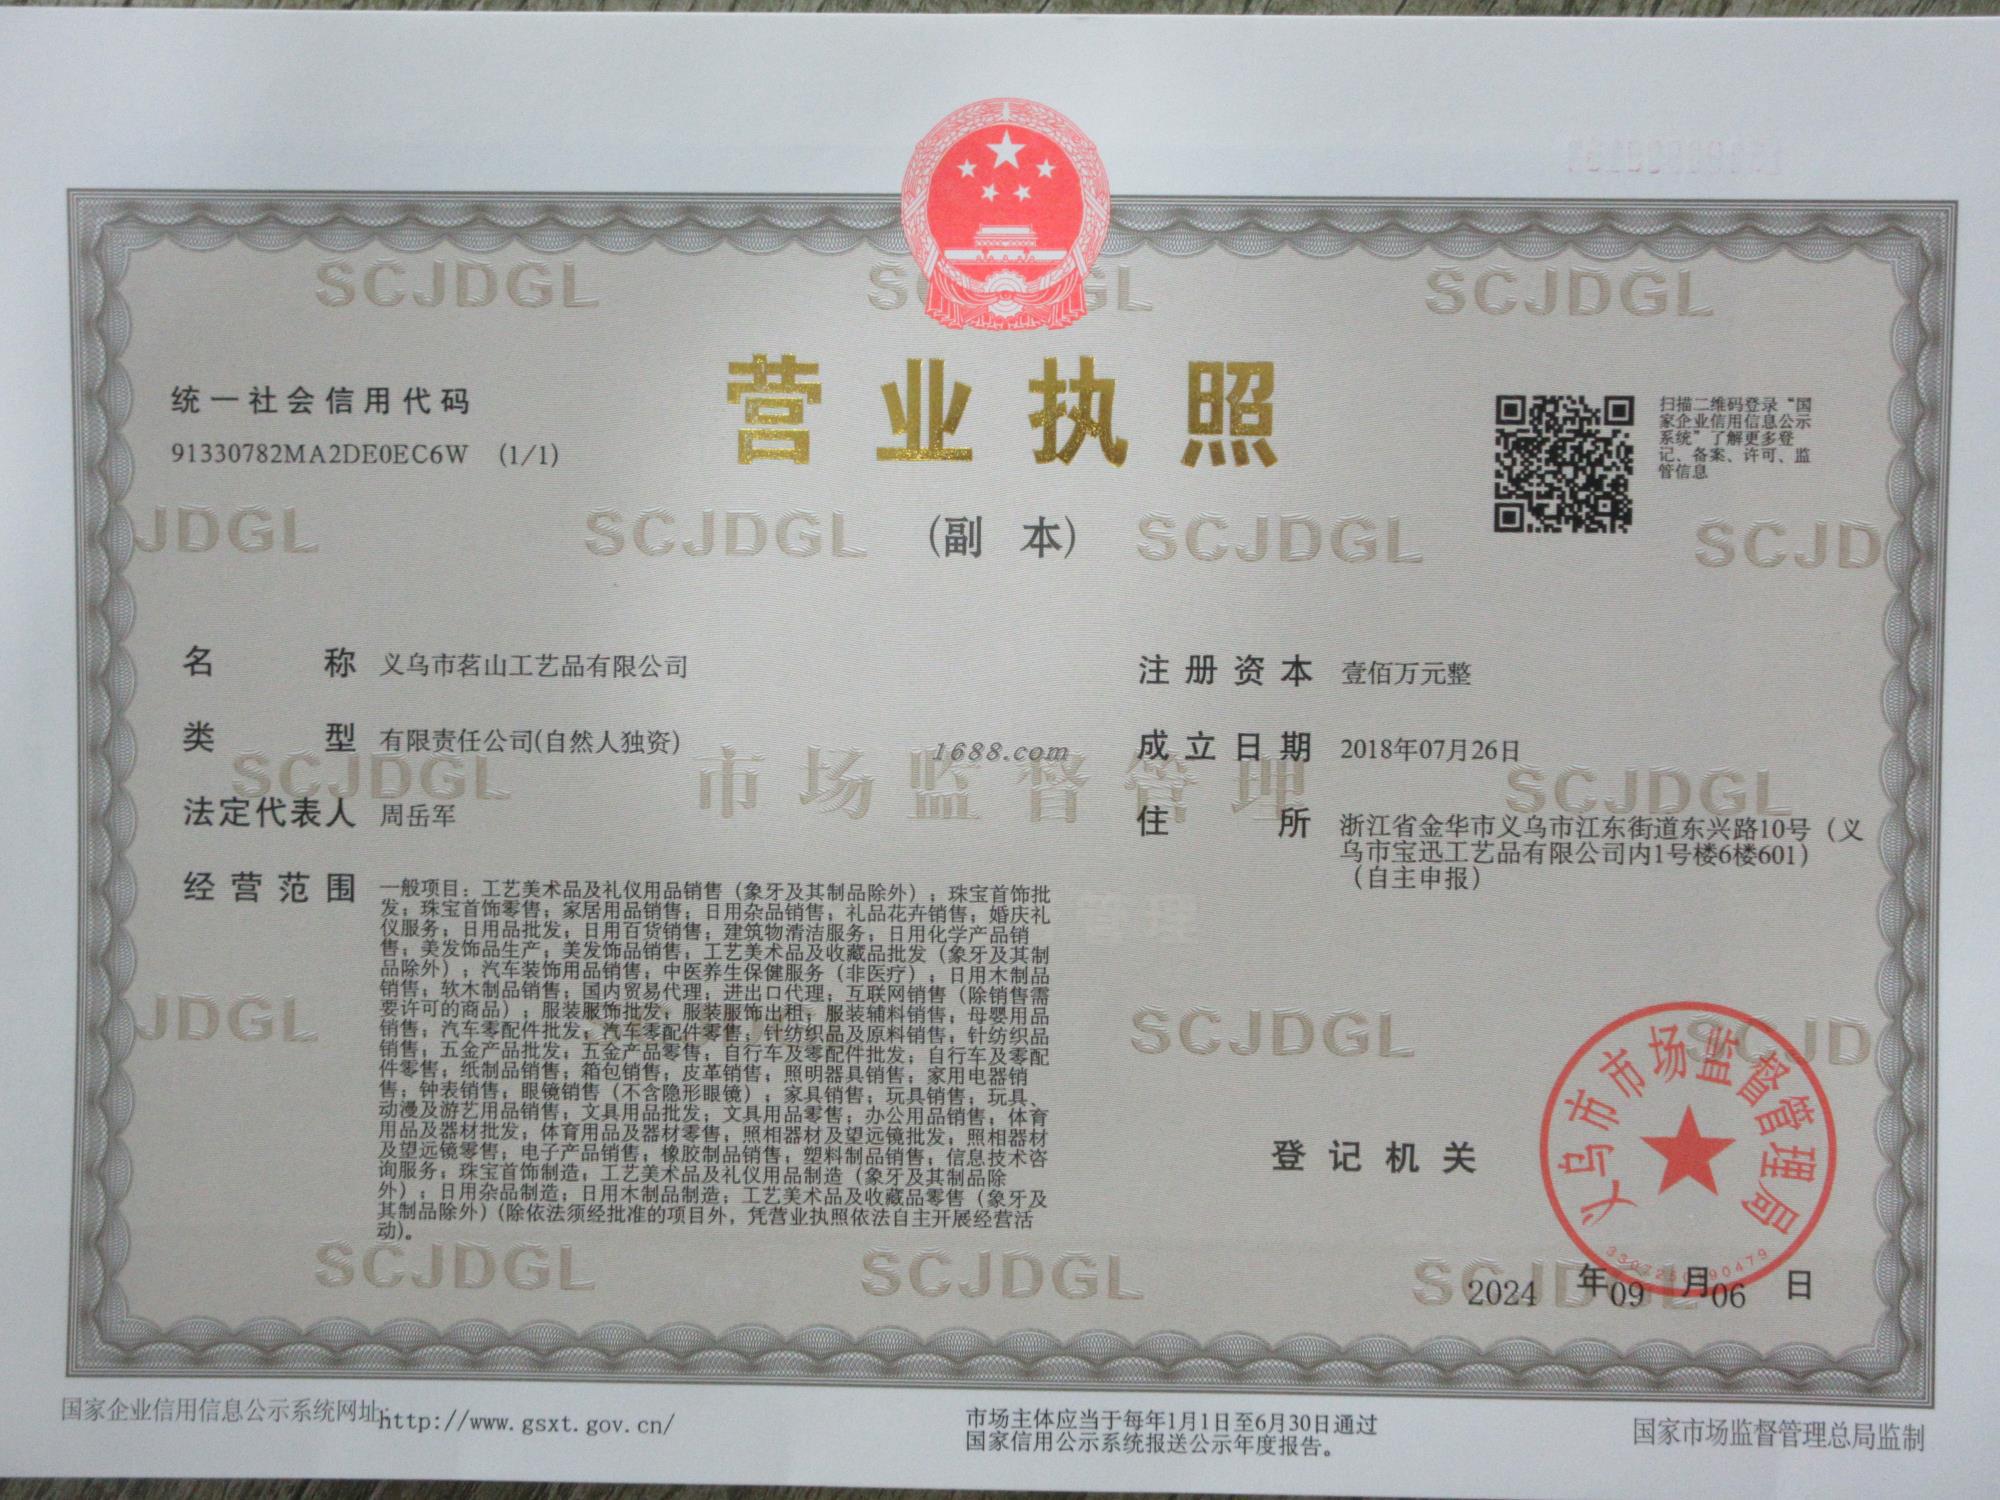 统一社会信用代码
91330782MA2DE0EC6W (1/1)
营业执照
(副 本)
扫描二维码登录“国
家企业信用信息公示
系统”了解更多登
记、备案、许可、监
管信息
名 称 义乌市茗山工艺品有限公司
类 型 有限责任公司(自然人独资)
法定代表人 周岳军
经营范围 一般项目：工艺美术品及礼仪用品销售（象牙及其制品除外）；珠宝首饰批
发；珠宝首饰零售；家居用品销售；日用杂品销售；礼品花卉销售；婚庆礼
仪服务；日用品批发；日用百货销售；建筑物清洁服务；日用化学产品销
售；美发饰品生产；美发饰品销售；工艺美术品及收藏品批发（象牙及其制
品除外）；汽车装饰用品销售；中医养生保健服务（非医疗）；日用木制品
销售；软木制品销售；国内贸易代理；进出口代理；互联网销售（除销售需
要许可的商品）；服装服饰批发；服装服饰出租；服装辅料销售；母婴用品
销售；汽车零配件批发；汽车零配件零售；针纺织品及原料销售；针纺织品
销售；五金产品批发；五金产品零售；自行车及零配件批发；自行车及零配
件零售；纸制品销售；箱包销售；皮革销售；照明器具销售；家用电器销
售；钟表销售；眼镜销售（不含隐形眼镜）；家具销售；玩具销售；玩具、
动漫及游艺用品销售；文具用品批发；文具用品零售；办公用品销售；体育
用品及器材批发；体育用品及器材零售；照相器材及望远镜批发；照相器材
及望远镜零售；电子产品销售；橡胶制品销售；塑料制品销售；信息技术咨
询服务；珠宝首饰制造；工艺美术品及礼仪用品制造（象牙及其制品除
外）；日用杂品制造；日用木制品制造；工艺美术品及收藏品零售（象牙及
其制品除外）(除依法须经批准的项目外，凭营业执照依法自主开展经营活
动)。
注册资本 壹佰万元整
成立日期 2018年07月26日
住 所 浙江省金华市义乌市江东街道东兴路10号（义
乌市宝迅工艺品有限公司内1号楼6楼601）
（自主申报）
1688.com
市场监督管理
SCJDGL
登记机关
义乌市市场监督管理局
2024 年09 月06 日
国家企业信用信息公示系统网址：http://www.gsxt.gov.cn/
市场主体应当于每年1月1日至6月30日通过
国家信用公示系统报送公示年度报告。
国家市场监督管理总局监制